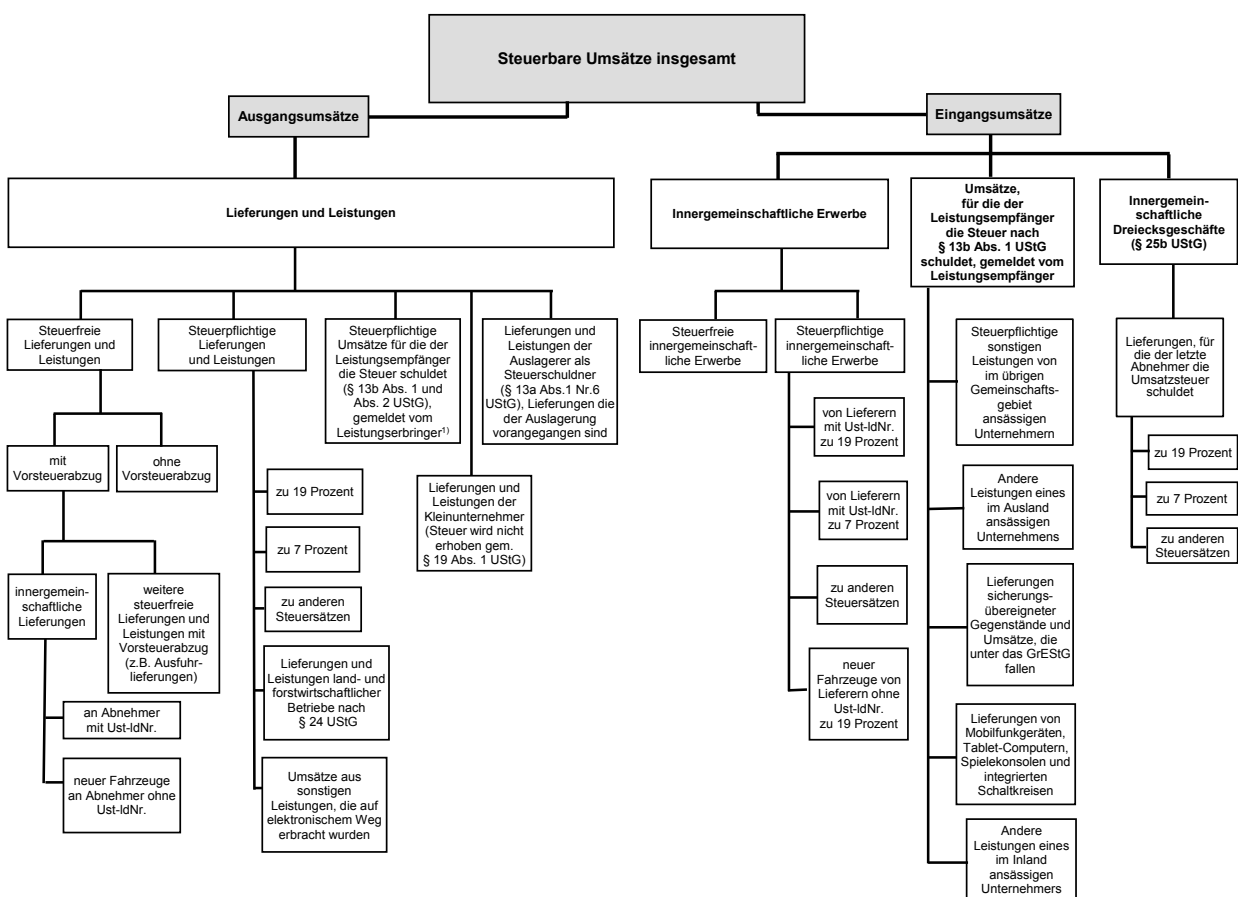 Steuerbare Umsätze insgesamt
Ausgangsumsätze
Eingangsumsätze
Lieferungen und Leistungen
Innergemeinschaftliche Erwerbe
Umsätze,
für die der
Leistungsempfänger
die Steuer nach
§ 13b Abs. 1 UStG
schuldet, gemeldet vom
Leistungsempfänger
Innergemein-
schaftliche
Dreiecksgeschäfte
(§ 25b UStG)
Steuerfreie
Lieferungen und
Leistungen
Steuerpflichtige
Lieferungen
und Leistungen
Steuerpflichtige
Umsätze für die der
Leistungsempfänger
die Steuer schuldet
(§ 13b Abs. 1 und
Abs. 2 UStG),
gemeldet vom
Leistungserbringer¹⁾
Lieferungen und
Leistungen der
Auslagerer als
Steuerschuldner
(§ 13a Abs.1 Nr.6
UStG), Lieferungen die
der Auslagerung
vorangegangen sind
Steuerfreie
innergemeinschaft-
liche Erwerbe
Steuerpflichtige
innergemeinschaft-
liche Erwerbe
Steuerpflichtige
sonstigen
Leistungen von
im übrigen
Gemeinschafts-
gebiet
ansässigen
Unternehmern
Lieferungen, für
die der letzte
Abnehmer die
Umsatzsteuer
schuldet
mit
Vorsteuerabzug
ohne
Vorsteuerabzug
zu 19 Prozent
Lieferungen und
Leistungen der
Kleinunternehmer
(Steuer wird nicht
erhoben gem.
§ 19 Abs. 1 UStG)
von Lieferern
mit Ust-IdNr.
zu 19 Prozent
von Lieferern
mit Ust-IdNr.
zu 7 Prozent
Andere
Leistungen eines
im Ausland
ansässigen
Unternehmens
zu 19 Prozent
zu 7 Prozent
zu anderen
Steuersätzen
zu 7 Prozent
innergemein-
schaftliche
Lieferungen
weitere
steuerfreie
Lieferungen und
Leistungen mit
Vorsteuerabzug
(z.B. Ausfuhr-
lieferungen)
zu anderen
Steuersätzen
zu anderen
Steuersätzen
Lieferungen
sicherungs-
übereigneter
Gegenstände und
Umsätze, die
unter das GrEStG
fallen
Lieferungen und
Leistungen land- und
forstwirtschaftlicher
Betriebe nach
§ 24 UStG
neuer
Fahrzeuge von
Lieferern ohne
Ust-IdNr.
zu 19 Prozent
an Abnehmer
mit Ust-IdNr.
Lieferungen von
Mobilfunkgeräten,
Tablet-Computern,
Spielekonsolen und
integrierten
Schaltkreisen
neuer Fahrzeuge
an Abnehmer ohne
Ust-IdNr.
Umsätze aus
sonstigen
Leistungen, die auf
elektronischem Weg
erbracht wurden
Andere
Leistungen eines
im Inland
ansässigen
Unternehmers